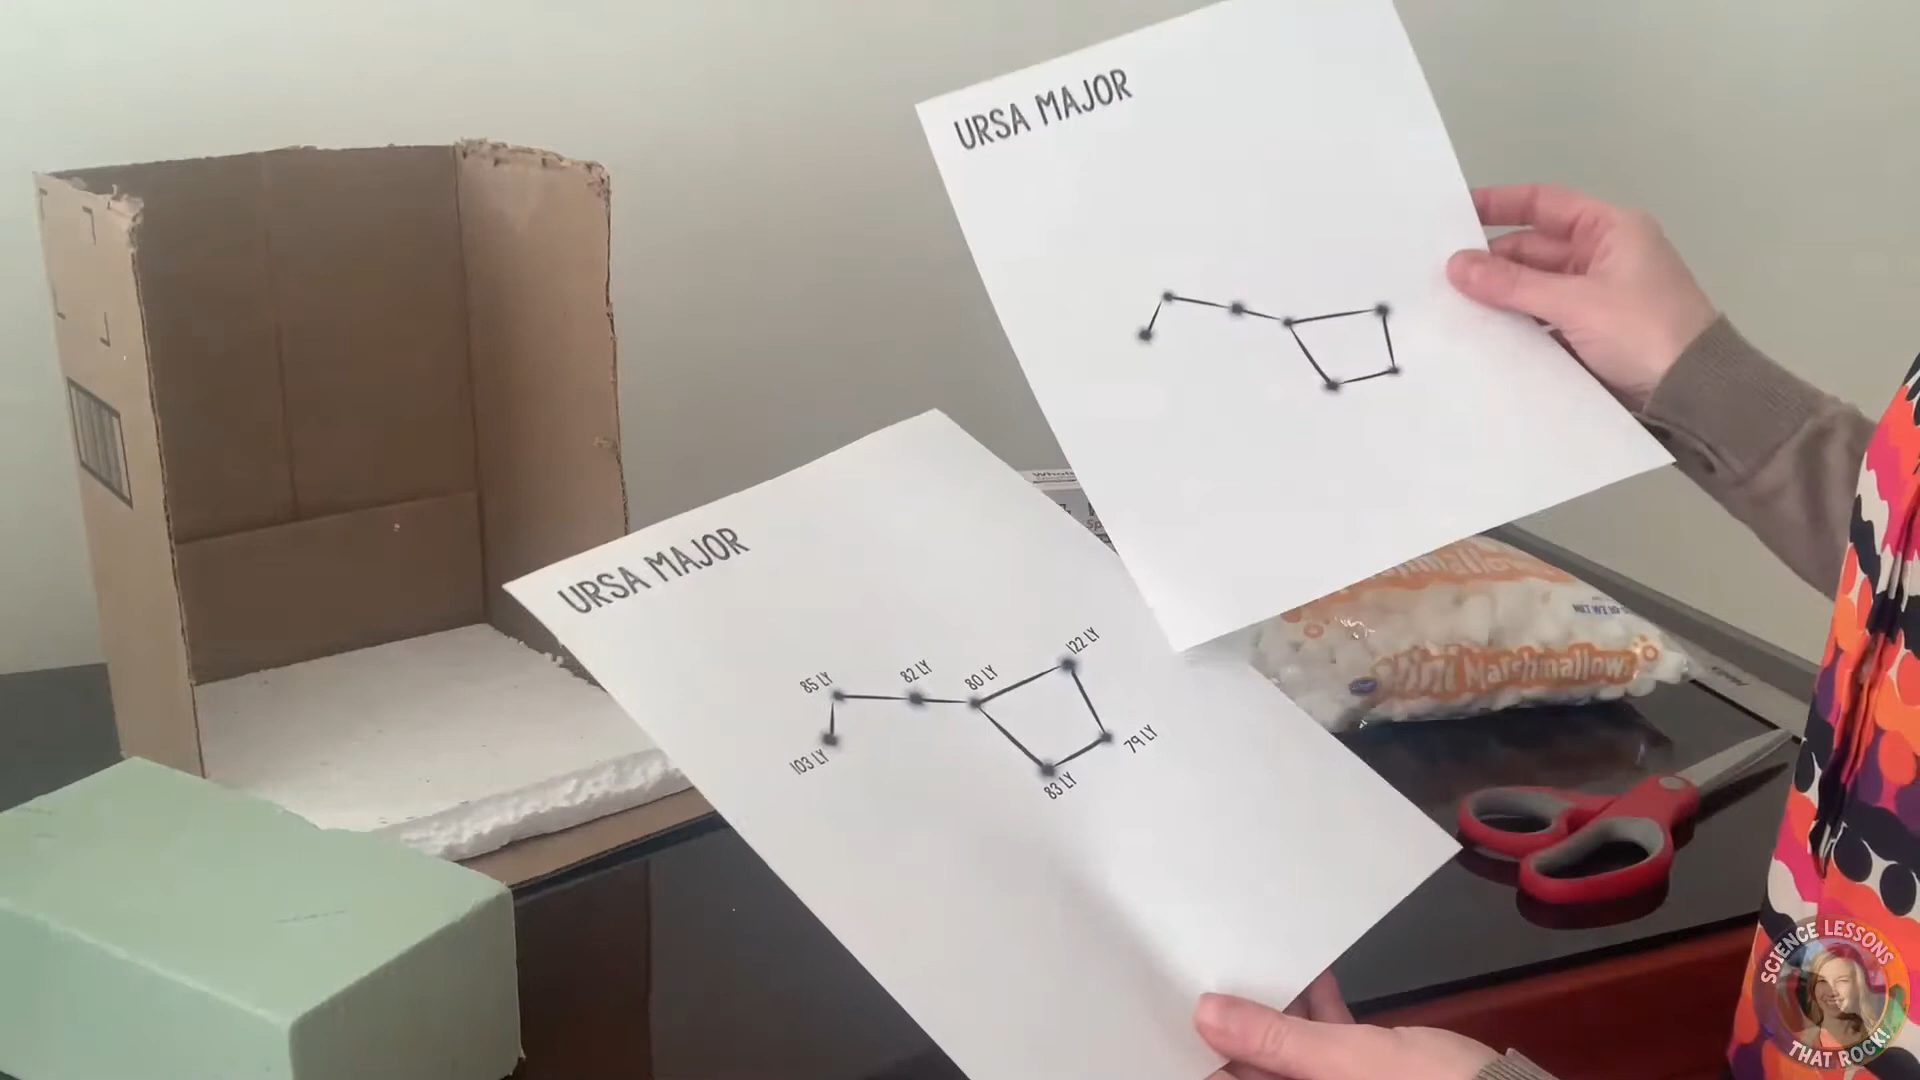 URSA MAJOR
URSA MAJOR
122 LY
85 LY
82 LY
80 LY
103 LY
79 LY
83 LY
Mini Marshmallows
SCIENCE LESSONS
THAT ROCK!